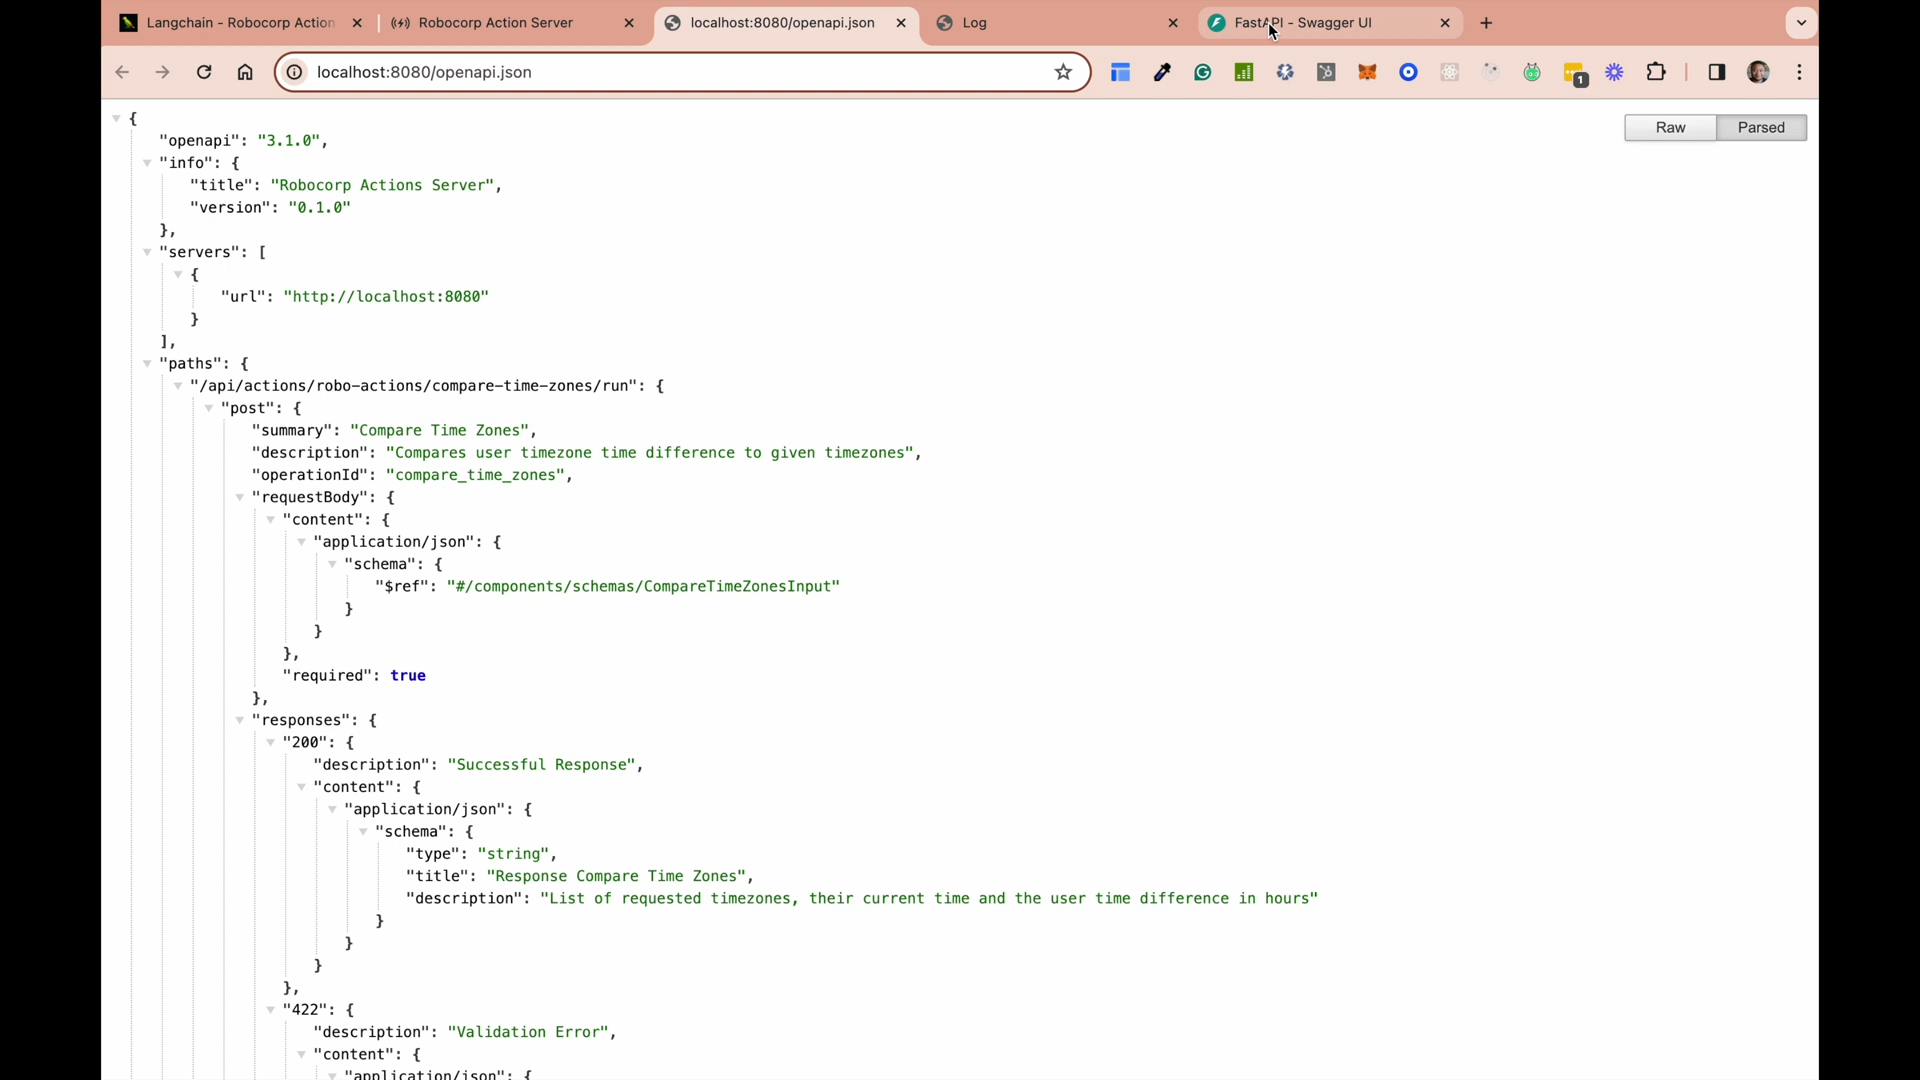 Langchain - Robocorp Action
Robocorp Action Server
localhost:8080/openapi.json
Log
FastAPI - Swagger UI
localhost:8080/openapi.json
1
Raw
Parsed
{
"openapi": "3.1.0",
"info": {
"title": "Robocorp Actions Server",
"version": "0.1.0"
},
"servers": [
{
"url": "http://localhost:8080"
}
],
"paths": {
"/api/actions/robo-actions/compare-time-zones/run": {
"post": {
"summary": "Compare Time Zones",
"description": "Compares user timezone time difference to given timezones",
"operationId": "compare_time_zones",
"requestBody": {
"content": {
"application/json": {
"schema": {
"$ref": "#/components/schemas/CompareTimeZonesInput"
}
}
},
"required": true
},
"responses": {
"200": {
"description": "Successful Response",
"content": {
"application/json": {
"schema": {
"type": "string",
"title": "Response Compare Time Zones",
"description": "List of requested timezones, their current time and the user time difference in hours"
}
}
}
},
"422": {
"description": "Validation Error",
"content": {
"application/json": {